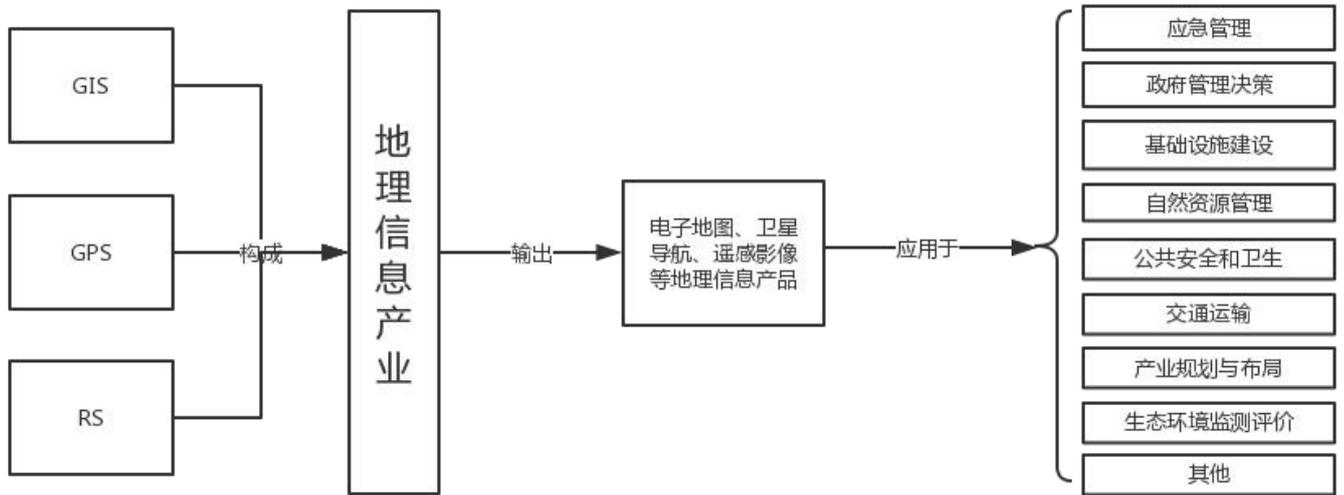 GIS
GPS
RS
构成
地理信息产业
输出
电子地图、卫星
导航、遥感影像
等地理信息产品
应用于
应急管理
政府管理决策
基础设施建设
自然资源管理
公共安全和卫生
交通运输
产业规划与布局
生态环境监测评价
其他